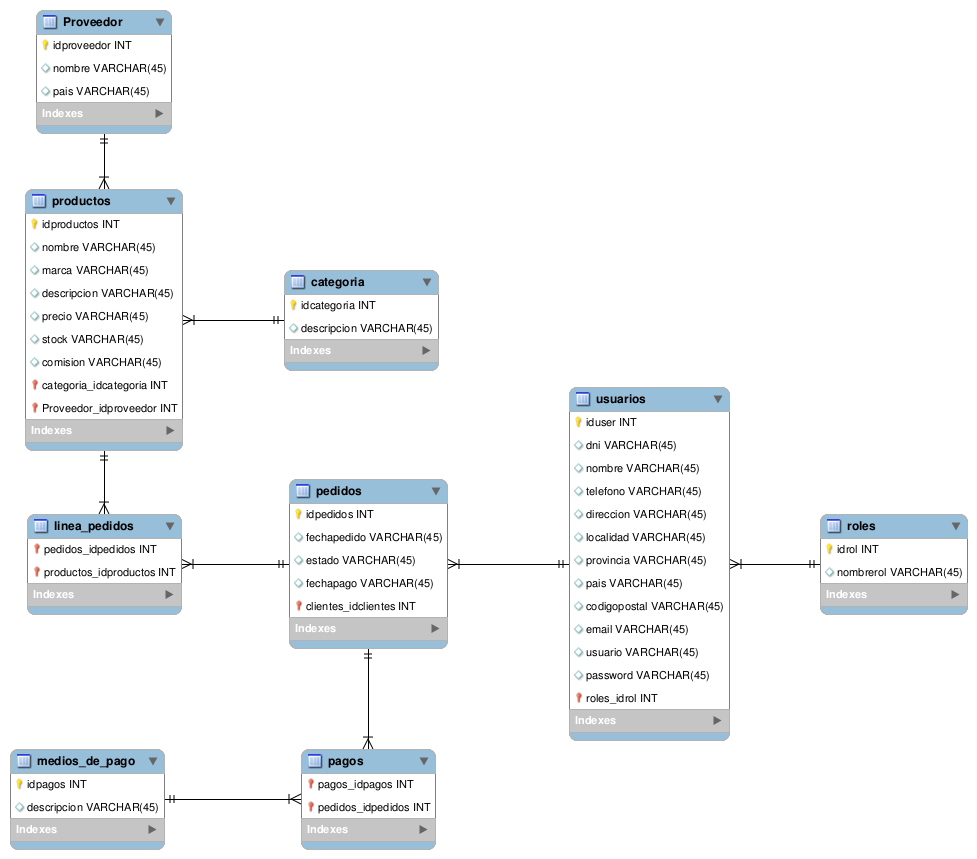 Proveedor
idproveedor INT
nombre VARCHAR(45)
pais VARCHAR(45)
Indexes
productos
idproductos INT
nombre VARCHAR(45)
marca VARCHAR(45)
descripcion VARCHAR(45)
precio VARCHAR(45)
stock VARCHAR(45)
comision VARCHAR(45)
categoria_idcategoria INT
Proveedor_idproveedor INT
Indexes
categoria
idcategoria INT
descripcion VARCHAR(45)
Indexes
linea_pedidos
pedidos_idpedidos INT
productos_idproductos INT
Indexes
pedidos
idpedidos INT
fechapedido VARCHAR(45)
estado VARCHAR(45)
fechapago VARCHAR(45)
clientes_idclientes INT
Indexes
usuarios
iduser INT
dni VARCHAR(45)
nombre VARCHAR(45)
telefono VARCHAR(45)
direccion VARCHAR(45)
localidad VARCHAR(45)
provincia VARCHAR(45)
pais VARCHAR(45)
codigopostal VARCHAR(45)
email VARCHAR(45)
usuario VARCHAR(45)
password VARCHAR(45)
roles_idrol INT
Indexes
roles
idrol INT
nombrerol VARCHAR(45)
Indexes
medios_de_pago
idpagos INT
descripcion VARCHAR(45)
Indexes
pagos
pagos_idpagos INT
pedidos_idpedidos INT
Indexes